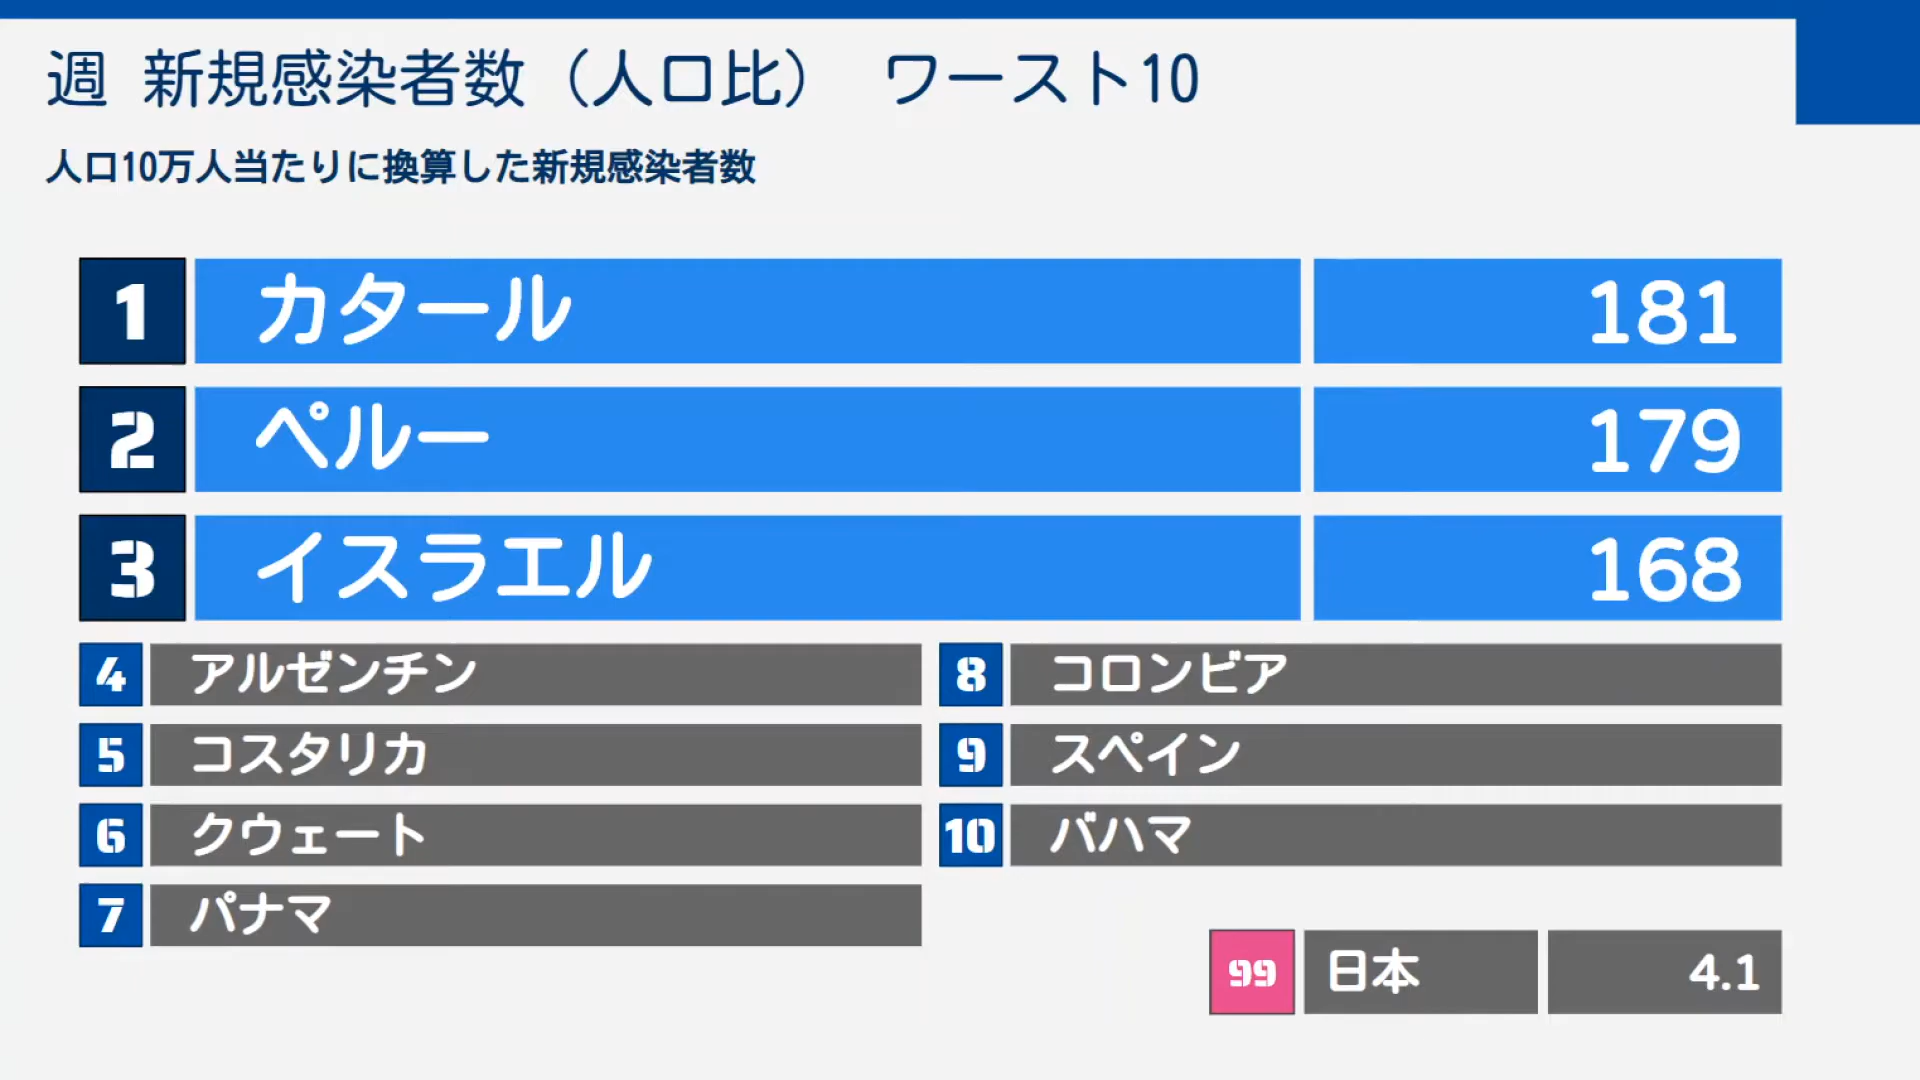 週 新規感染者数（人口比） ワースト10
人口10万人当たりに換算した新規感染者数
1 カタール 181
2 ペルー 179
3 イスラエル 168
4 アルゼンチン
5 コスタリカ
6 クウェート
7 パナマ
8 コロンビア
9 スペイン
10 バハマ
99 日本 4.1